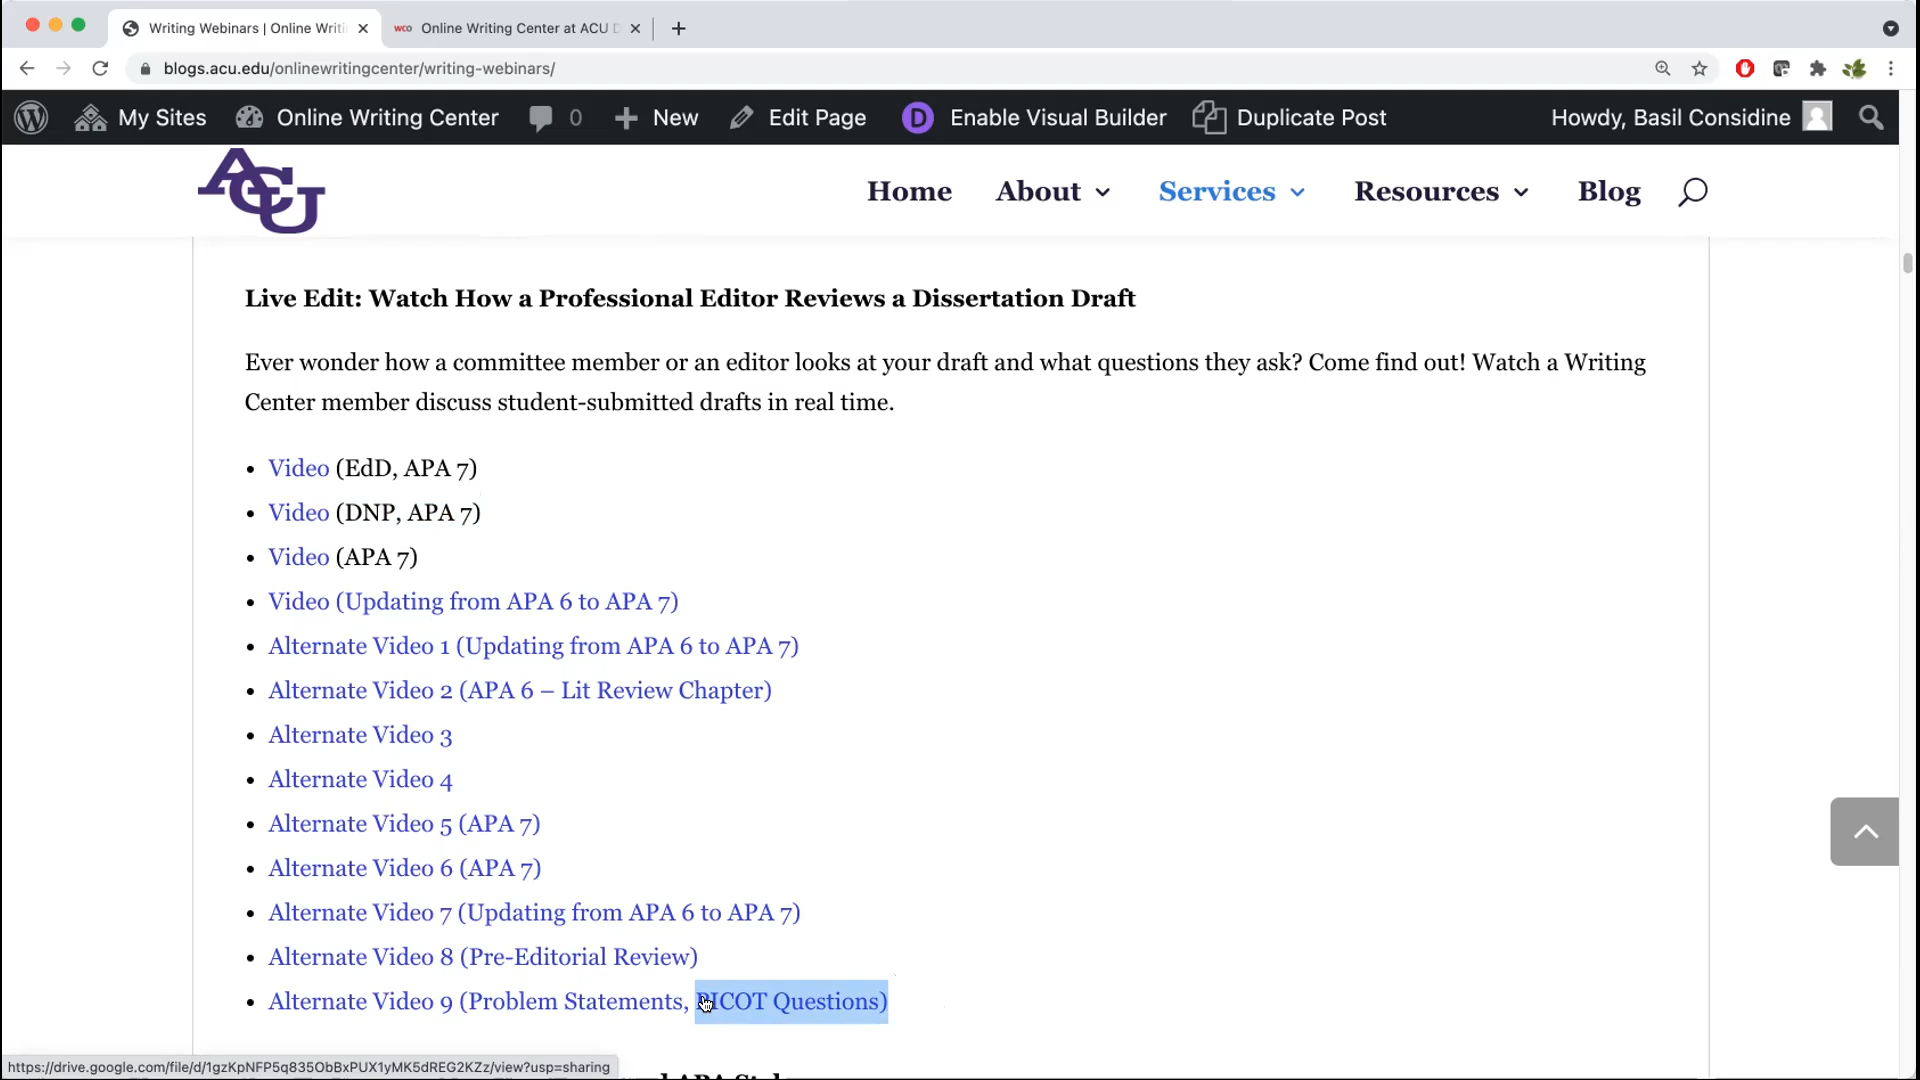 Writing Webinars | Online Writi
WCO Online Writing Center at ACU D
blogs.acu.edu/onlinewritingcenter/writing-webinars/
My Sites Online Writing Center 0 New Edit Page D Enable Visual Builder Duplicate Post Howdy, Basil Considine
ACU Home About Services Resources Blog
Live Edit: Watch How a Professional Editor Reviews a Dissertation Draft
Ever wonder how a committee member or an editor looks at your draft and what questions they ask? Come find out! Watch a Writing
Center member discuss student-submitted drafts in real time.
• Video (EdD, APA 7)
• Video (DNP, APA 7)
• Video (APA 7)
• Video (Updating from APA 6 to APA 7)
• Alternate Video 1 (Updating from APA 6 to APA 7)
• Alternate Video 2 (APA 6 – Lit Review Chapter)
• Alternate Video 3
• Alternate Video 4
• Alternate Video 5 (APA 7)
• Alternate Video 6 (APA 7)
• Alternate Video 7 (Updating from APA 6 to APA 7)
• Alternate Video 8 (Pre-Editorial Review)
• Alternate Video 9 (Problem Statements, PICOT Questions)
https://drive.google.com/file/d/1gzKpNFP5q835ObBxPUX1yMK5dREG2KZz/view?usp=sharing